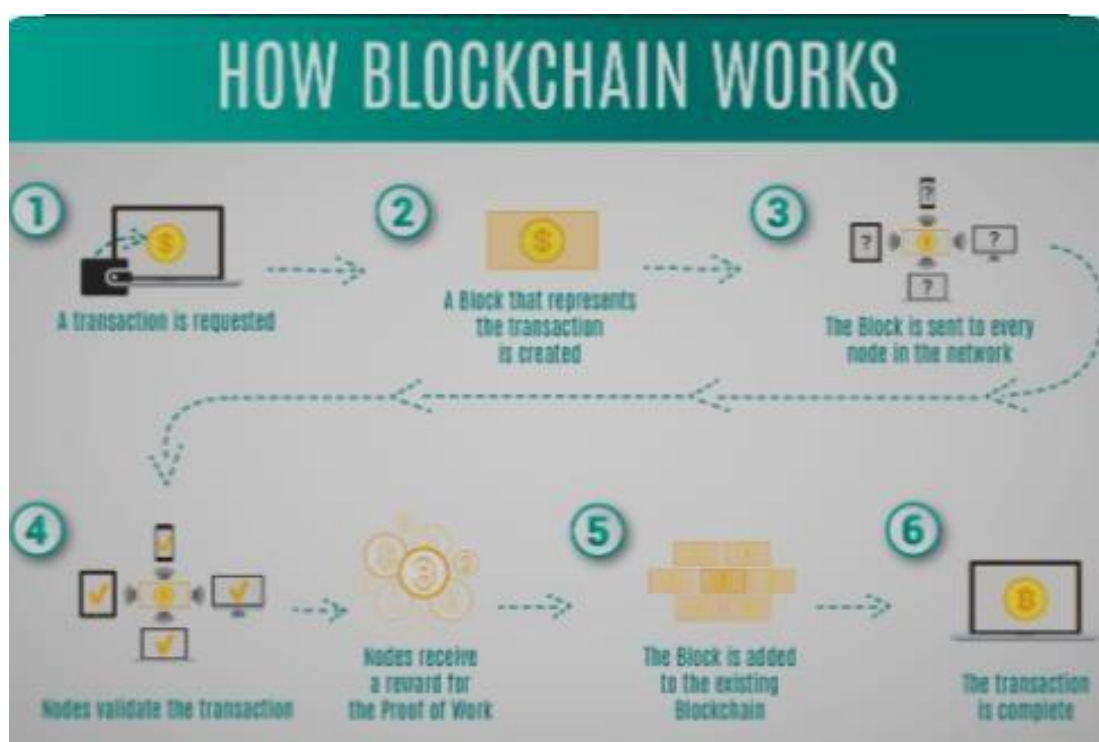 HOW BLOCKCHAIN WORKS
1
A transaction is requested
2
A Block that represents
the transaction
is created
3
The Block is sent to every
node in the network
4
Nodes validate the transaction
Nodes receive
a reward for
the Proof of Work
5
The Block is added
to the existing
Blockchain
6
The transaction
is complete